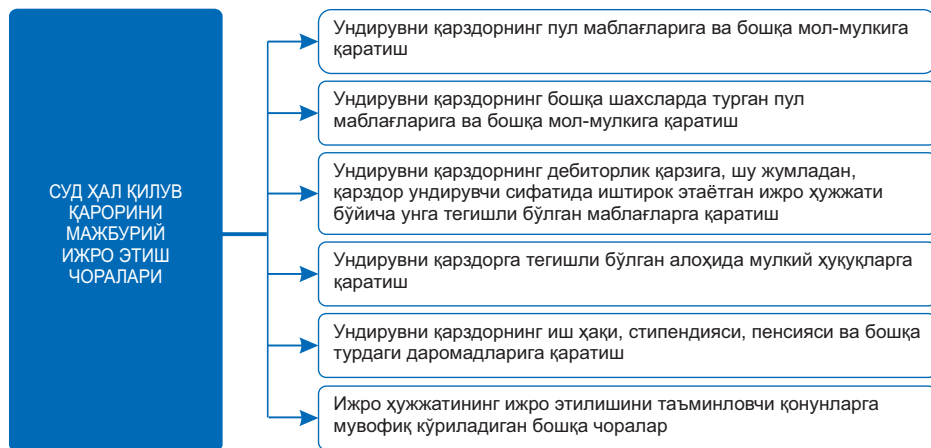 СУД ҲАЛ ҚИЛУВ
ҚАРОРИНИ
МАЖБУРИЙ
ИЖРО ЭТИШ
ЧОРАЛАРИ
Ундирувни қарздорнинг пул маблағларига ва бошқа мол-мулкига
қаратиш
Ундирувни қарздорнинг бошқа шахсларда турган пул
маблағларига ва бошқа мол-мулкига қаратиш
Ундирувни қарздорнинг дебиторлик қарзига, шу жумладан,
қарздор ундирувчи сифатида иштирок этаётган ижро ҳужжати
бўйича унга тегишли бўлган маблағларга қаратиш
Ундирувни қарздорга тегишли бўлган алоҳида мулкий ҳуқуқларга
қаратиш
Ундирувни қарздорнинг иш ҳақи, стипендияси, пенсияси ва бошқа
турдаги даромадларига қаратиш
Ижро ҳужжатининг ижро этилишини таъминловчи қонунларга
мувофиқ кўриладиган бошқа чоралар